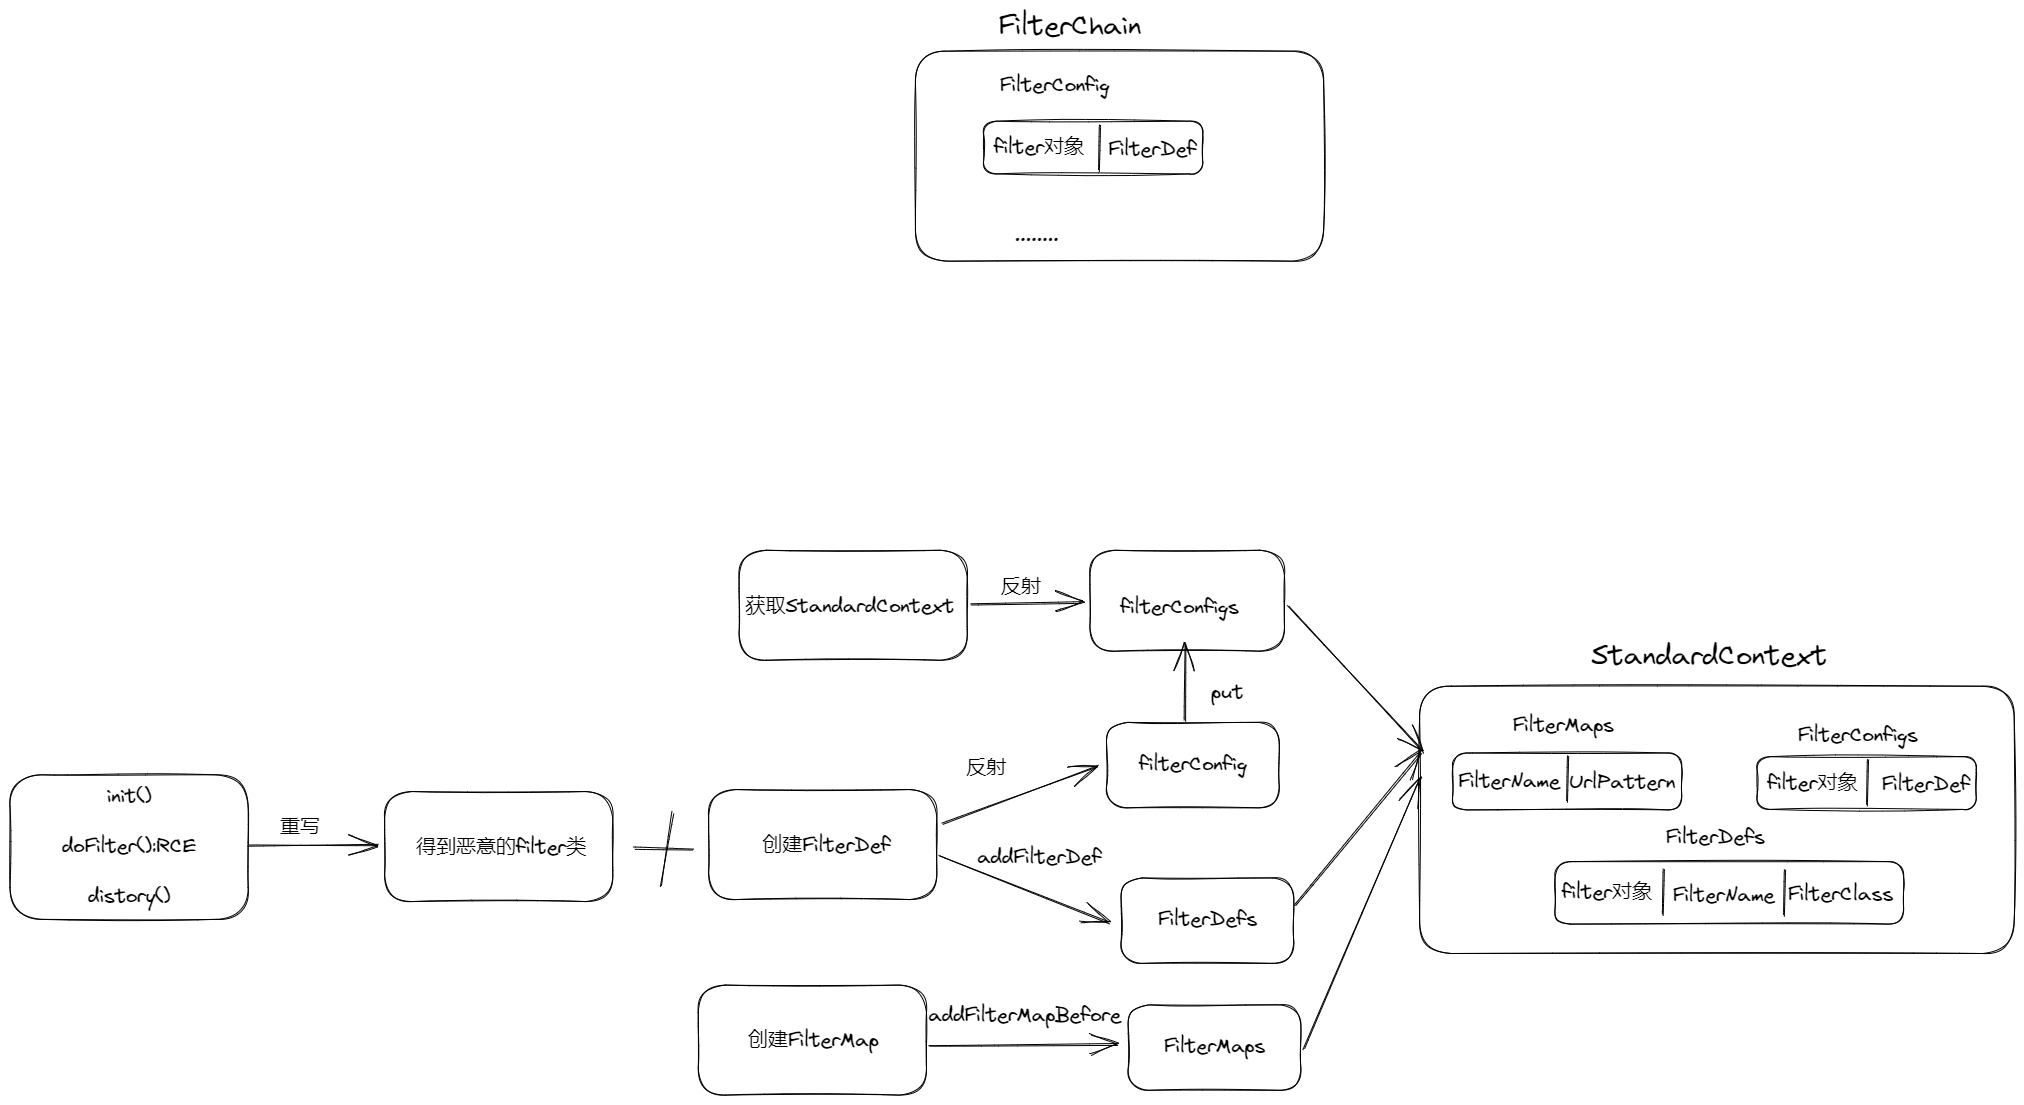 FilterChain
FilterConfig
filter对象
FilterDef
........
获取StandardContext
反射
filterConfigs
put
反射
filterConfig
StandardContext
FilterMaps
FilterName
UrlPattern
FilterConfigs
filter对象
FilterDef
FilterDefs
filter对象
FilterName
FilterClass
init()
doFilter():RCE
distory()
重写
得到恶意的filter类
创建FilterDef
addFilterDef
FilterDefs
创建FilterMap
addFilterMapBefore
FilterMaps